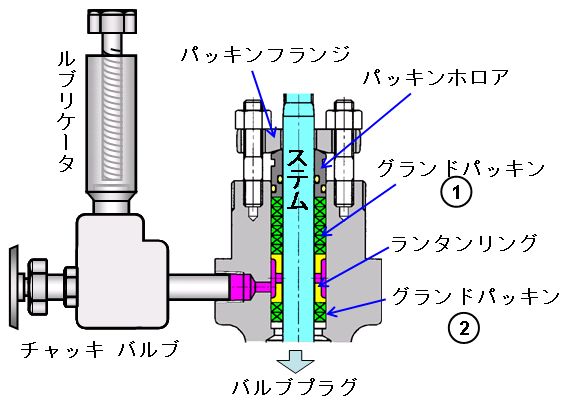 パッキンフランジ
パッキンホロア
ルブリケータ
ステム
グランドパッキン
1
ランタンリング
グランドパッキン
2
チャッキ バルブ
バルブプラグ